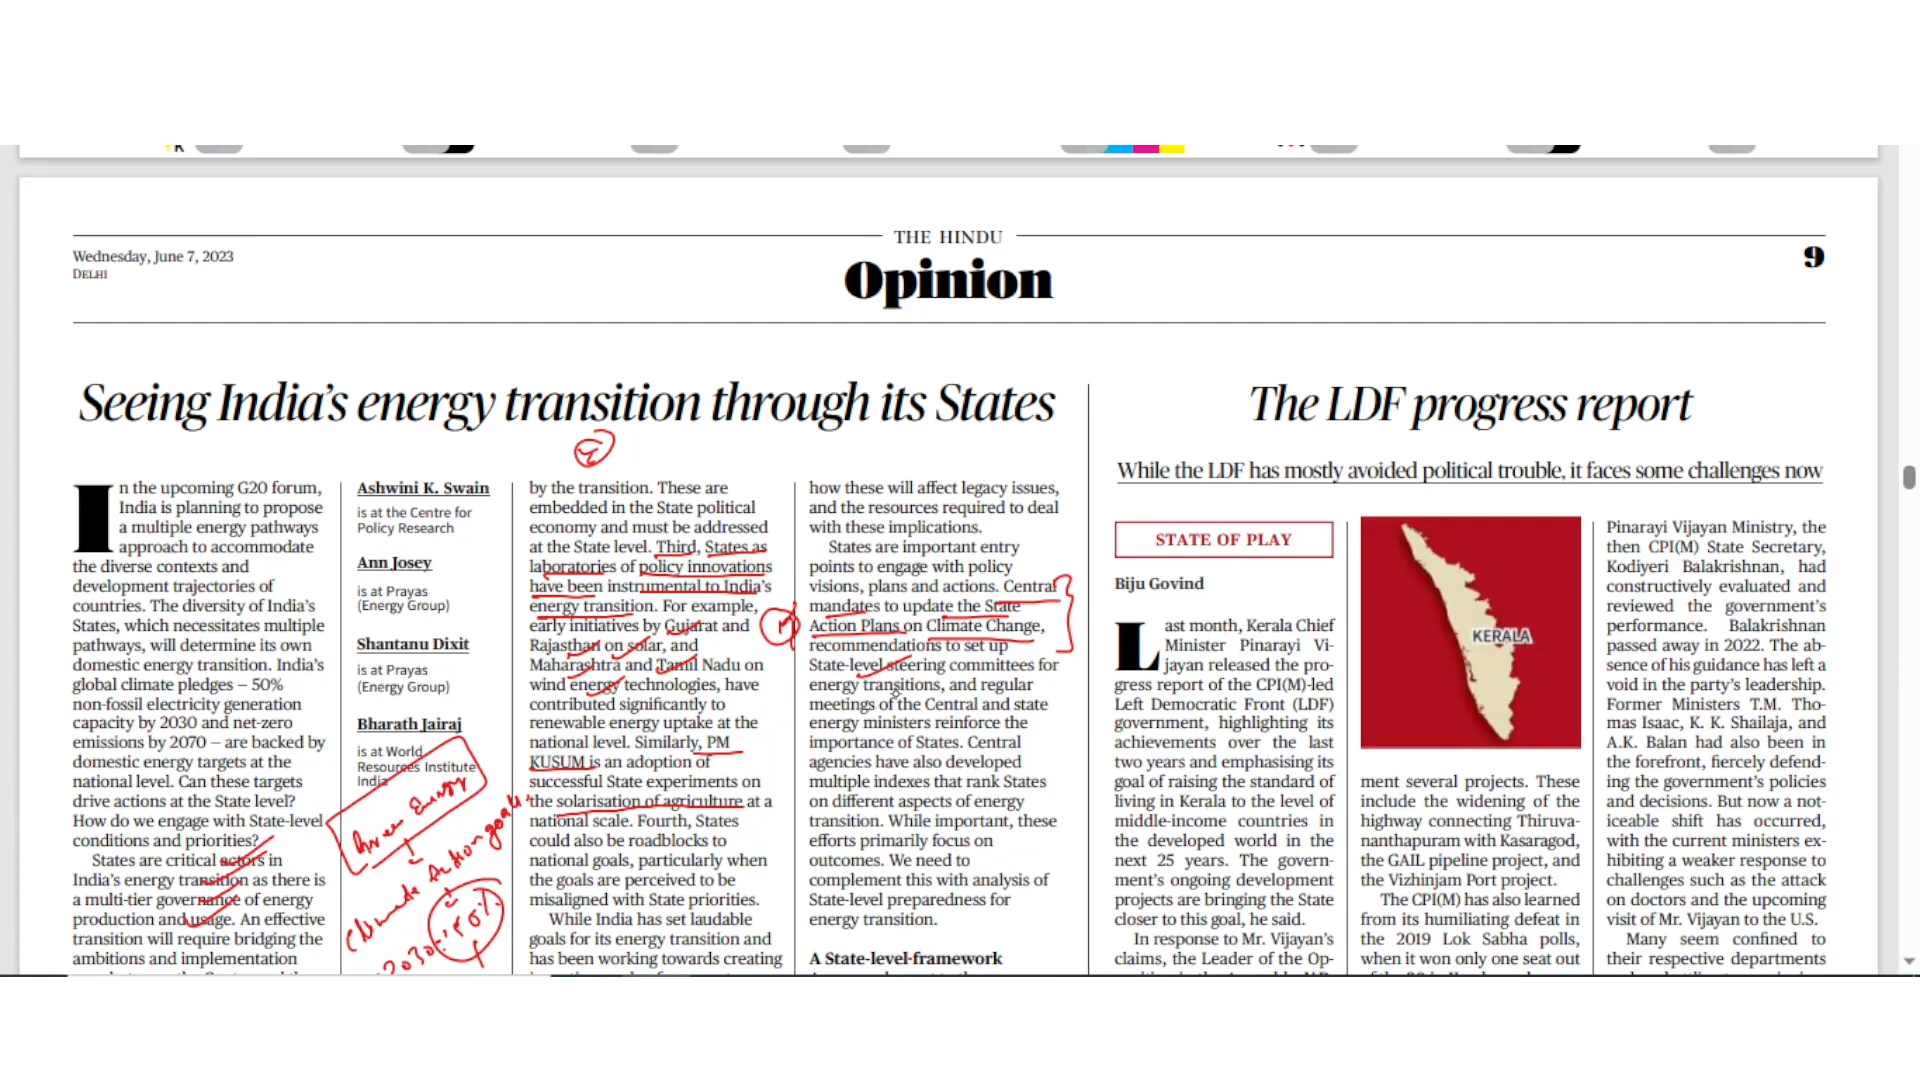 YK
Wednesday, June 7, 2023
DELHI
THE HINDU
Opinion
9
Seeing India's energy transition through its States
In the upcoming G20 forum,
India is planning to propose
a multiple energy pathways
approach to accommodate
the diverse contexts and
development trajectories of
countries. The diversity of India's
States, which necessitates multiple
pathways, will determine its own
domestic energy transition. India's
global climate pledges – 50%
non-fossil electricity generation
capacity by 2030 and net-zero
emissions by 2070 – are backed by
domestic energy targets at the
national level. Can these targets
drive actions at the State level?
How do we engage with State-level
conditions and priorities?
States are critical actors in
India's energy transition as there is
a multi-tier governance of energy
production and usage. An effective
transition will require bridging the
ambitions and implementation
Ashwini K. Swain
is at the Centre for
Policy Research
Ann Josey
is at Prayas
(Energy Group)
Shantanu Dixit
is at Prayas
(Energy Group)
Bharath Jairaj
is at World
Resources Institute
India
Green Energy
Climate Action goals
2030: 50%
by the transition. These are
embedded in the State political
economy and must be addressed
at the State level. Third, States as
laboratories of policy innovations
have been instrumental to India's
energy transition. For example,
early initiatives by Gujarat and
Rajasthan on solar, and
Maharashtra and Tamil Nadu on
wind energy technologies, have
contributed significantly to
renewable energy uptake at the
national level. Similarly, PM
KUSUM is an adoption of
successful State experiments on
the solarisation of agriculture at a
national scale. Fourth, States
could also be roadblocks to
national goals, particularly when
the goals are perceived to be
misaligned with State priorities.
While India has set laudable
goals for its energy transition and
has been working towards creating
how these will affect legacy issues,
and the resources required to deal
with these implications.
States are important entry
points to engage with policy
visions, plans and actions. Central
mandates to update the State
Action Plans on Climate Change,
recommendations to set up
State-level steering committees for
energy transitions, and regular
meetings of the Central and state
energy ministers reinforce the
importance of States. Central
agencies have also developed
multiple indexes that rank States
on different aspects of energy
transition. While important, these
efforts primarily focus on
outcomes. We need to
complement this with analysis of
State-level preparedness for
energy transition.
A State-level-framework
The LDF progress report
While the LDF has mostly avoided political trouble, it faces some challenges now
STATE OF PLAY
Biju Govind
Last month, Kerala Chief
Minister Pinarayi Vi-
jayan released the pro-
gress report of the CPI(M)-led
Left Democratic Front (LDF)
government, highlighting its
achievements over the last
two years and emphasising its
goal of raising the standard of
living in Kerala to the level of
middle-income countries in
the developed world in the
next 25 years. The govern-
ment's ongoing development
projects are bringing the State
closer to this goal, he said.
In response to Mr. Vijayan's
claims, the Leader of the Op-
KERALA
ment several projects. These
include the widening of the
highway connecting Thiruva-
nanthapuram with Kasaragod,
the GAIL pipeline project, and
the Vizhinjam Port project.
The CPI(M) has also learned
from its humiliating defeat in
the 2019 Lok Sabha polls,
when it won only one seat out
Pinarayi Vijayan Ministry, the
then CPI(M) State Secretary,
Kodiyeri Balakrishnan, had
constructively evaluated and
reviewed the government's
performance. Balakrishnan
passed away in 2022. The ab-
sence of his guidance has left a
void in the party's leadership.
Former Ministers T.M. Tho-
mas Isaac, K. K. Shailaja, and
A.K. Balan had also been in
the forefront, fiercely defend-
ing the government's policies
and decisions. But now a not-
iceable shift has occurred,
with the current ministers ex-
hibiting a weaker response to
challenges such as the attack
on doctors and the upcoming
visit of Mr. Vijayan to the U.S.
Many seem confined to
their respective departments